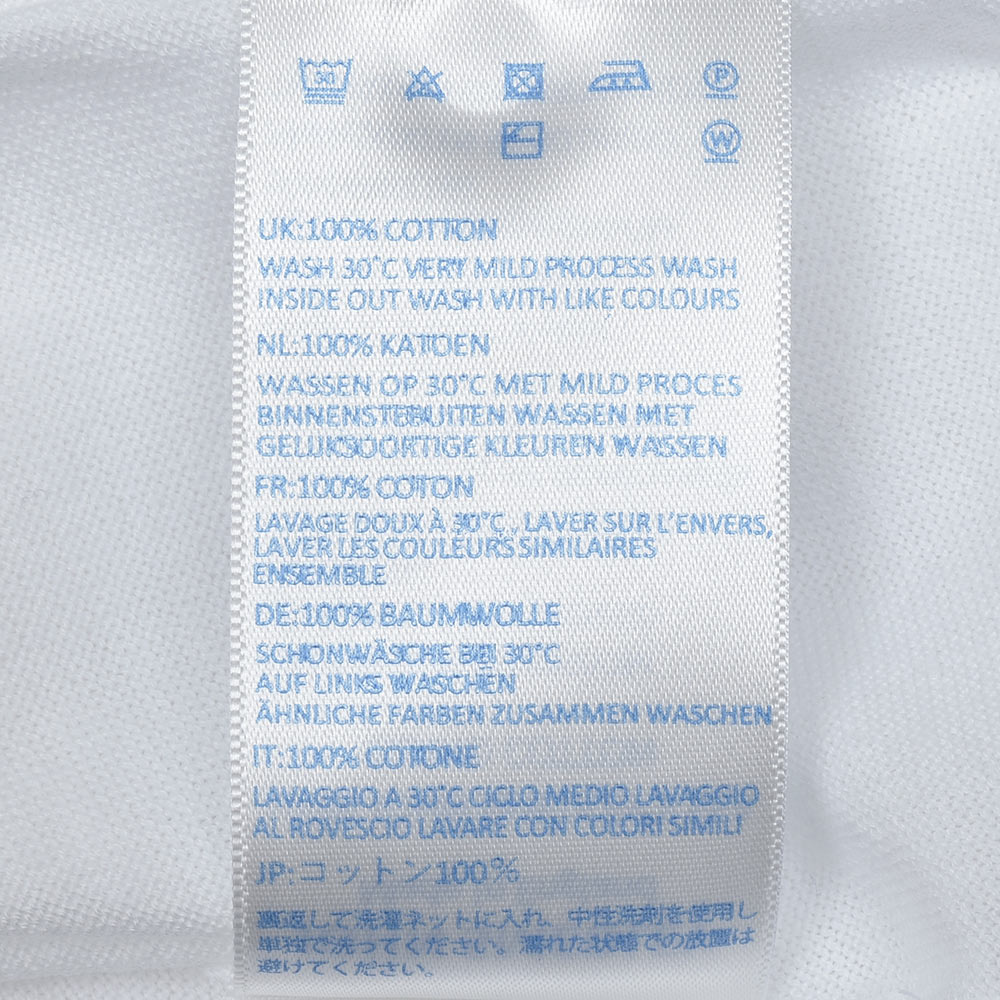 30
P
W
UK:100% COTTON
WASH 30°C VERY MILD PROCESS WASH
INSIDE OUT WASH WITH LIKE COLOURS
NL:100% KATOEN
WASSEN OP 30°C MET MILD PROCES
BINNENSTEBUITEN WASSEN MET
GELIJKSOORTIGE KLEUREN WASSEN
FR:100% COTON
LAVAGE DOUX À 30°C, LAVER SUR L'ENVERS,
LAVER LES COULEURS SIMILAIRES
ENSEMBLE
DE:100% BAUMWOLLE
SCHONWÄSCHE BEI 30°C
AUF LINKS WASCHEN
ÄHNLICHE FARBEN ZUSAMMEN WASCHEN
IT:100% COTONE
LAVAGGIO A 30°C CICLO MEDIO LAVAGGIO
AL ROVESCIO LAVARE CON COLORI SIMILI
JP:コットン100%
裏返して洗濯ネットに入れ、中性洗剤を使用し
単独で洗ってください。濡れた状態での放置は
避けてください。